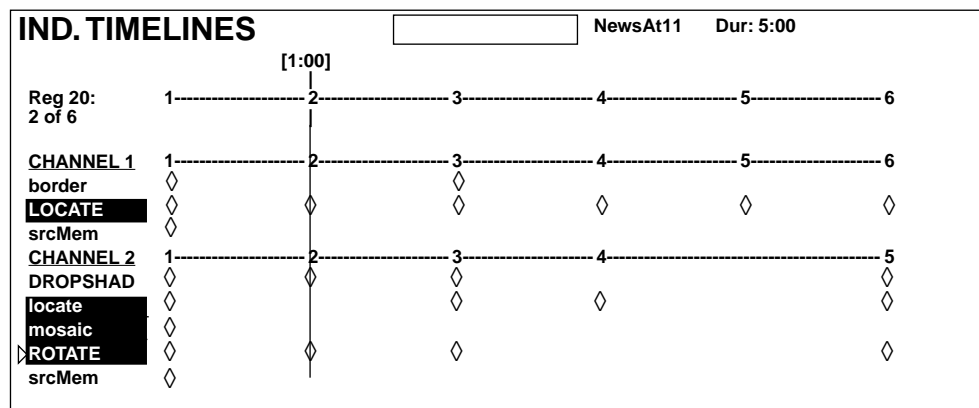 IND. TIMELINES NewsAt11 Dur: 5:00
[1:00]
Reg 20: 1 2 3 4 5 6
2 of 6
CHANNEL 1 1 2 3 4 5 6
border
LOCATE
srcMem
CHANNEL 2 1 2 3 4 5
DROPSHAD
locate
mosaic
ROTATE
srcMem